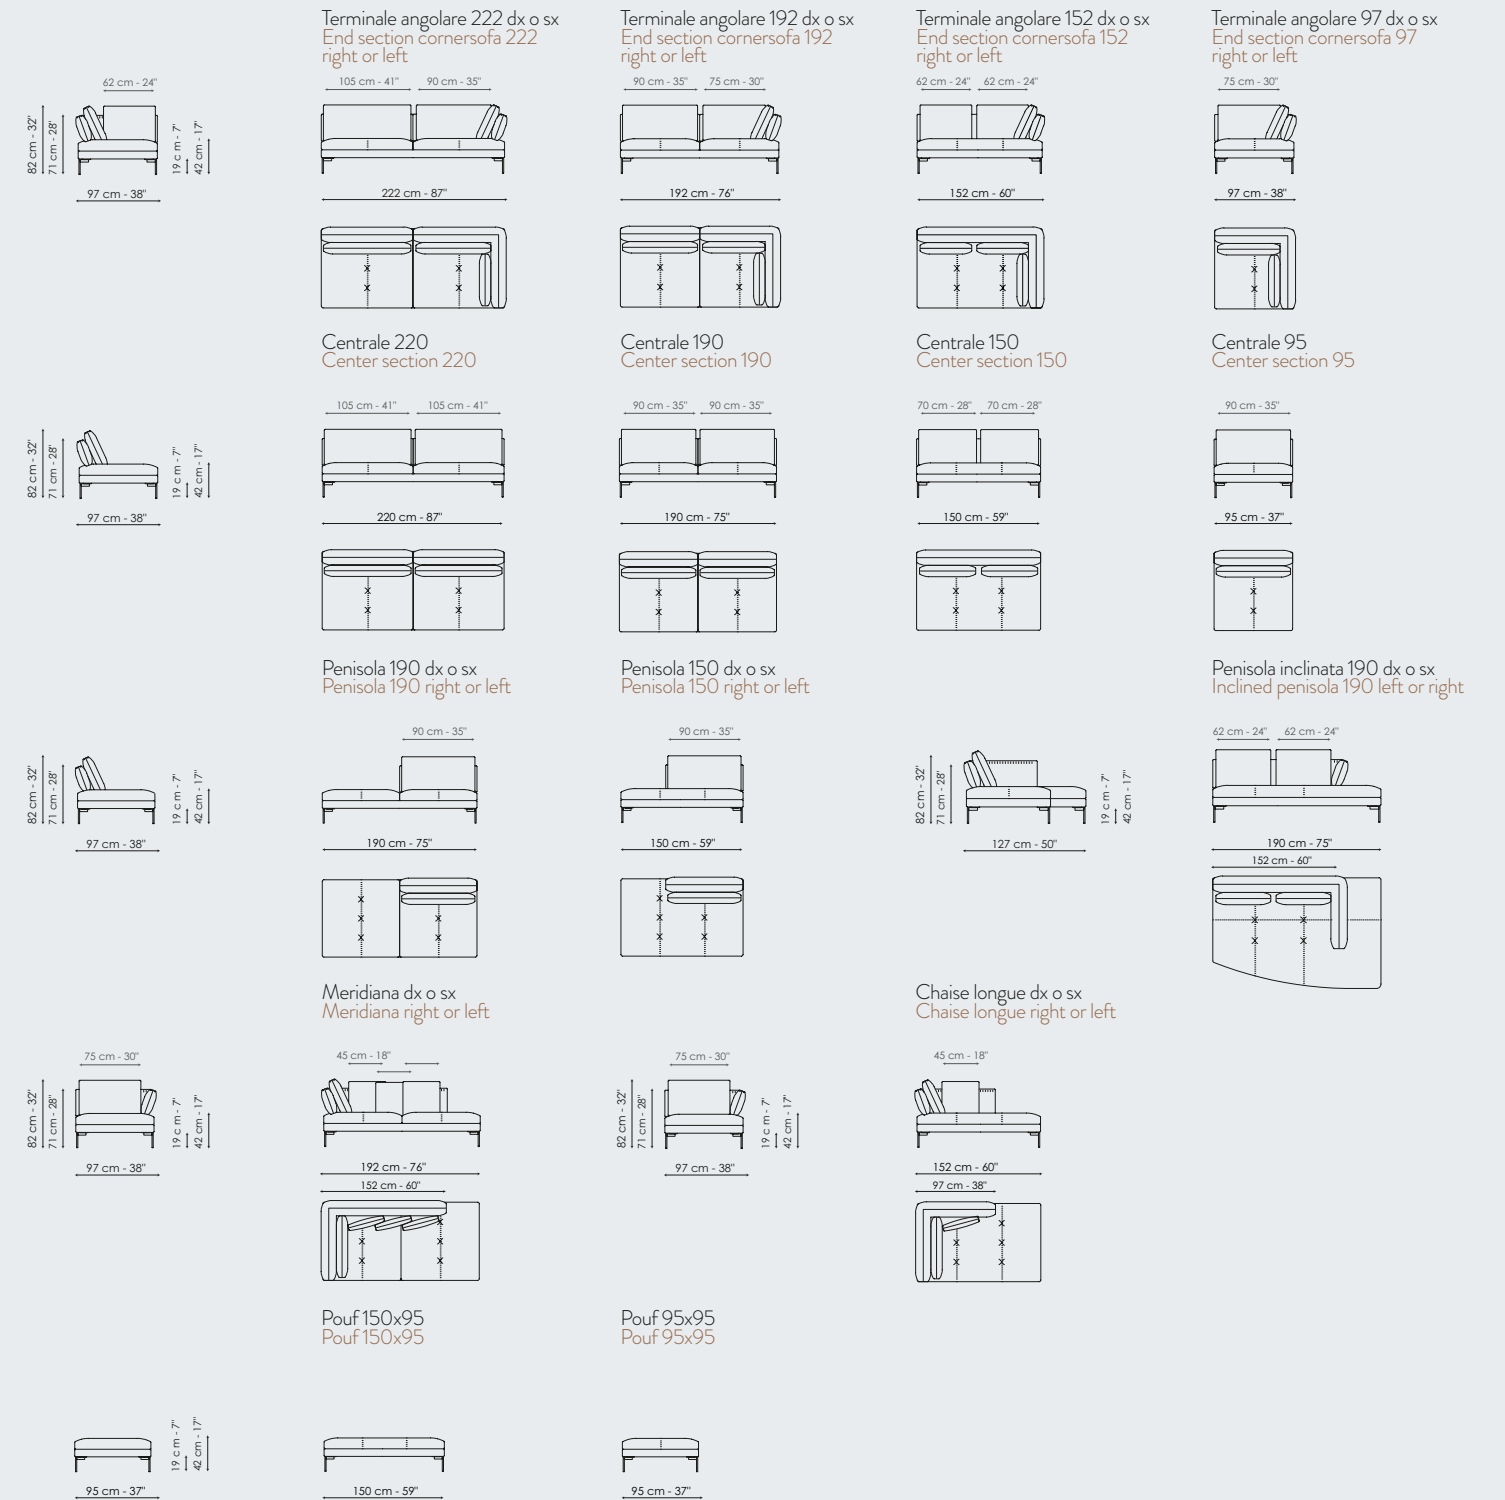 Terminale angolare 222 dx o sx
End section cornersofa 222
right or left
Terminale angolare 192 dx o sx
End section cornersofa 192
right or left
Terminale angolare 152 dx o sx
End section cornersofa 152
right or left
Terminale angolare 97 dx o sx
End section cornersofa 97
right or left
62 cm - 24"
82 cm - 32"
71 cm - 28"
19 c m - 7"
42 cm - 17"
97 cm - 38"
105 cm - 41"
90 cm - 35"
222 cm - 87"
90 cm - 35"
75 cm - 30"
192 cm - 76"
62 cm - 24"
62 cm - 24"
152 cm - 60"
75 cm - 30"
97 cm - 38"
Centrale 220
Center section 220
Centrale 190
Center section 190
Centrale 150
Center section 150
Centrale 95
Center section 95
82 cm - 32"
71 cm - 28"
19 c m - 7"
42 cm - 17"
97 cm - 38"
105 cm - 41"
105 cm - 41"
220 cm - 87"
90 cm - 35"
90 cm - 35"
190 cm - 75"
70 cm - 28"
70 cm - 28"
150 cm - 59"
90 cm - 35"
95 cm - 37"
Penisola 190 dx o sx
Penisola 190 right or left
Penisola 150 dx o sx
Penisola 150 right or left
Penisola inclinata 190 dx o sx
Inclined penisola 190 left or right
82 cm - 32"
71 cm - 28"
19 c m - 7"
42 cm - 17"
97 cm - 38"
90 cm - 35"
190 cm - 75"
90 cm - 35"
150 cm - 59"
82 cm - 32"
71 cm - 28"
19 c m - 7"
42 cm - 17"
127 cm - 50"
62 cm - 24"
62 cm - 24"
190 cm - 75"
152 cm - 60"
Meridiana dx o sx
Meridiana right or left
Chaise longue dx o sx
Chaise longue right or left
75 cm - 30"
82 cm - 32"
71 cm - 28"
19 c m - 7"
42 cm - 17"
97 cm - 38"
45 cm - 18"
192 cm - 76"
152 cm - 60"
75 cm - 30"
82 cm - 32"
71 cm - 28"
19 c m - 7"
42 cm - 17"
97 cm - 38"
45 cm - 18"
152 cm - 60"
97 cm - 38"
Pouf 150x95
Pouf 150x95
Pouf 95x95
Pouf 95x95
19 c m - 7"
42 cm - 17"
95 cm - 37"
150 cm - 59"
95 cm - 37"